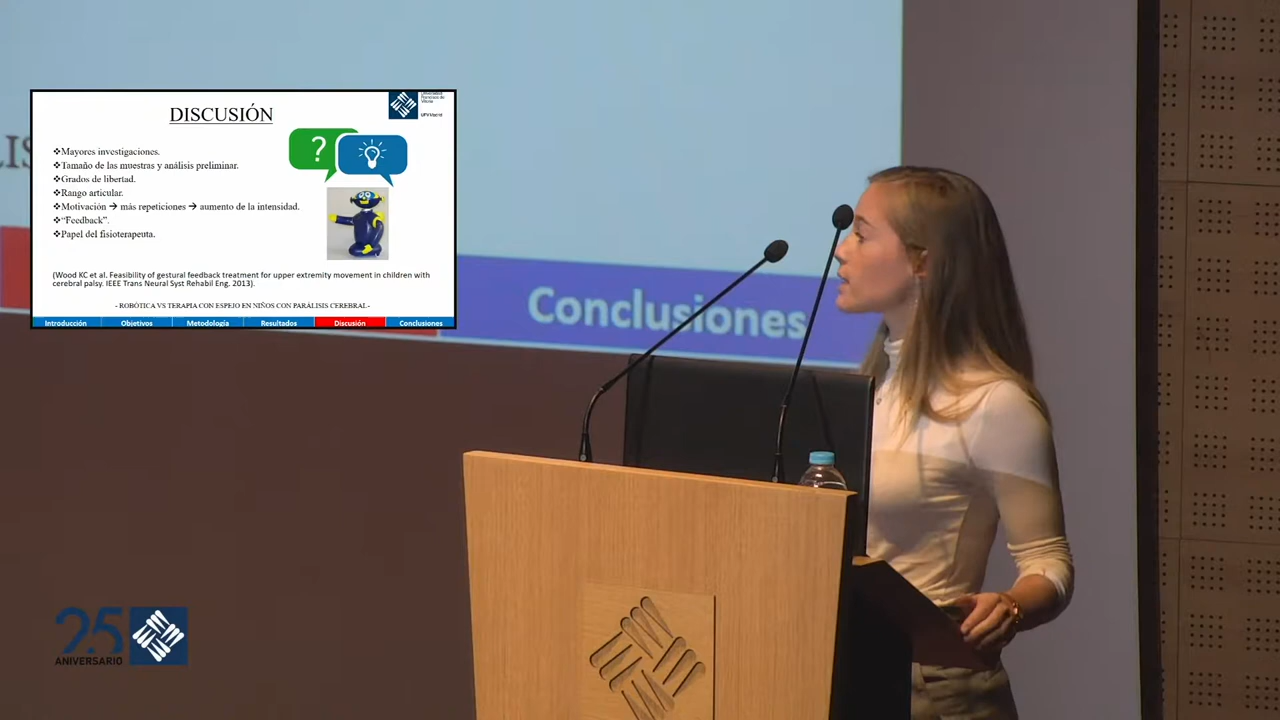 DISCUSIÓN
UFV Madrid
❖Mayores investigaciones.
❖Tamaño de las muestras y análisis preliminar.
❖Grados de libertad.
❖Rango articular.
❖Motivación → más repeticiones → aumento de la intensidad.
❖“Feedback”.
❖Papel del fisioterapeuta.
(Wood KC et al. Feasibility of gestural feedback treatment for upper extremity movement in children with
cerebral palsy. IEEE Trans Neural Syst Rehabil Eng. 2013).
- ROBÓTICA VS TERAPIA CON ESPEJO EN NIÑOS CON PARÁLISIS CEREBRAL-
Introducción Objetivos Metodología Resultados Discusión Conclusiones
Conclusiones
25
ANIVERSARIO